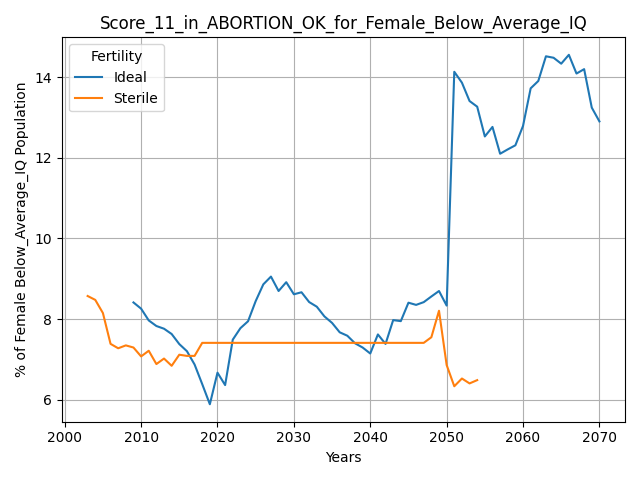 Score_11_in_ABORTION_OK_for_Female_Below_Average_IQ
Fertility
Ideal
Sterile
% of Female Below_Average_IQ Population
14
12
10
8
6
2000 2010 2020 2030 2040 2050 2060 2070
Years